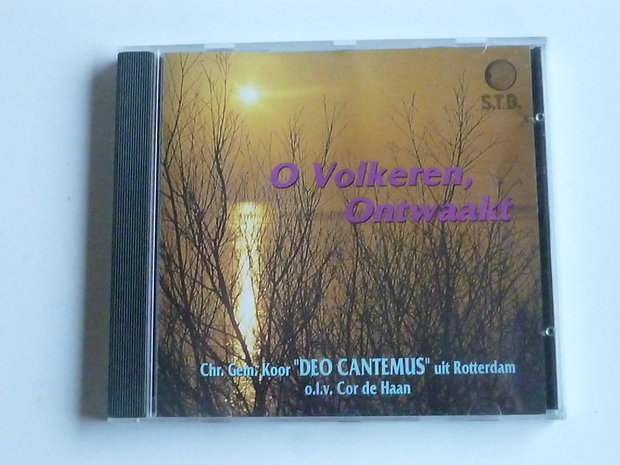 S.T.D.
O Volkeren,
Ontwaakt
Chr. Gem. Koor "DEO CANTEMUS" uit Rotterdam
o.l.v. Cor de Haan